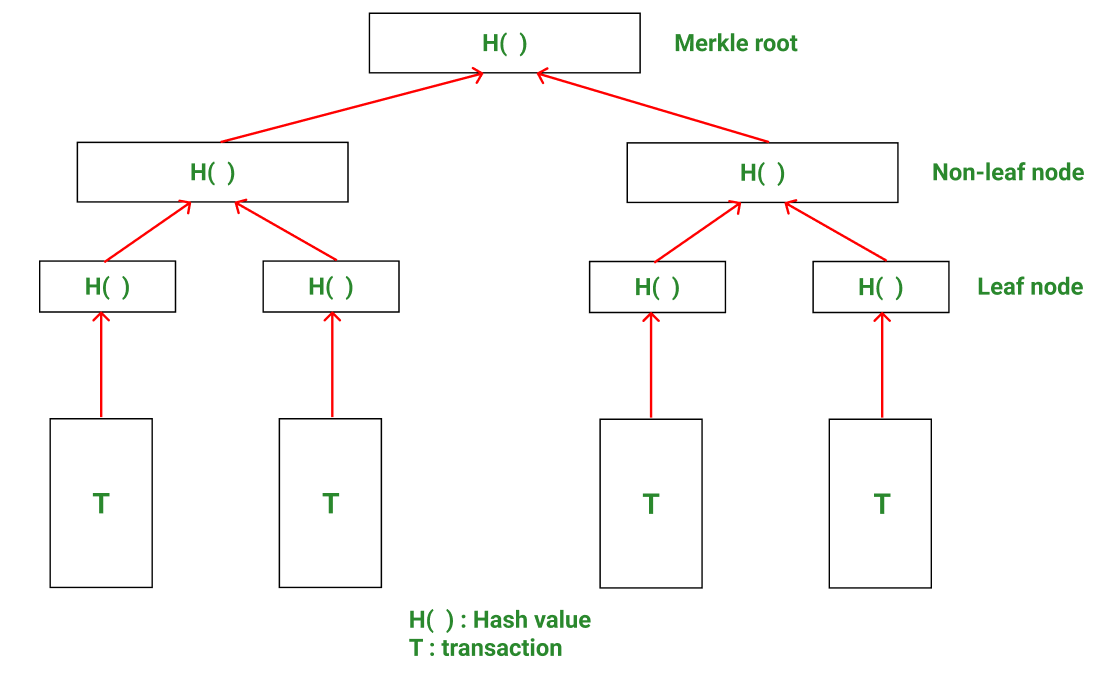 H( )
Merkle root
H( )
H( )
Non-leaf node
H( )
H( )
H( )
H( )
Leaf node
T
T
T
T
H( ) : Hash value
T : transaction